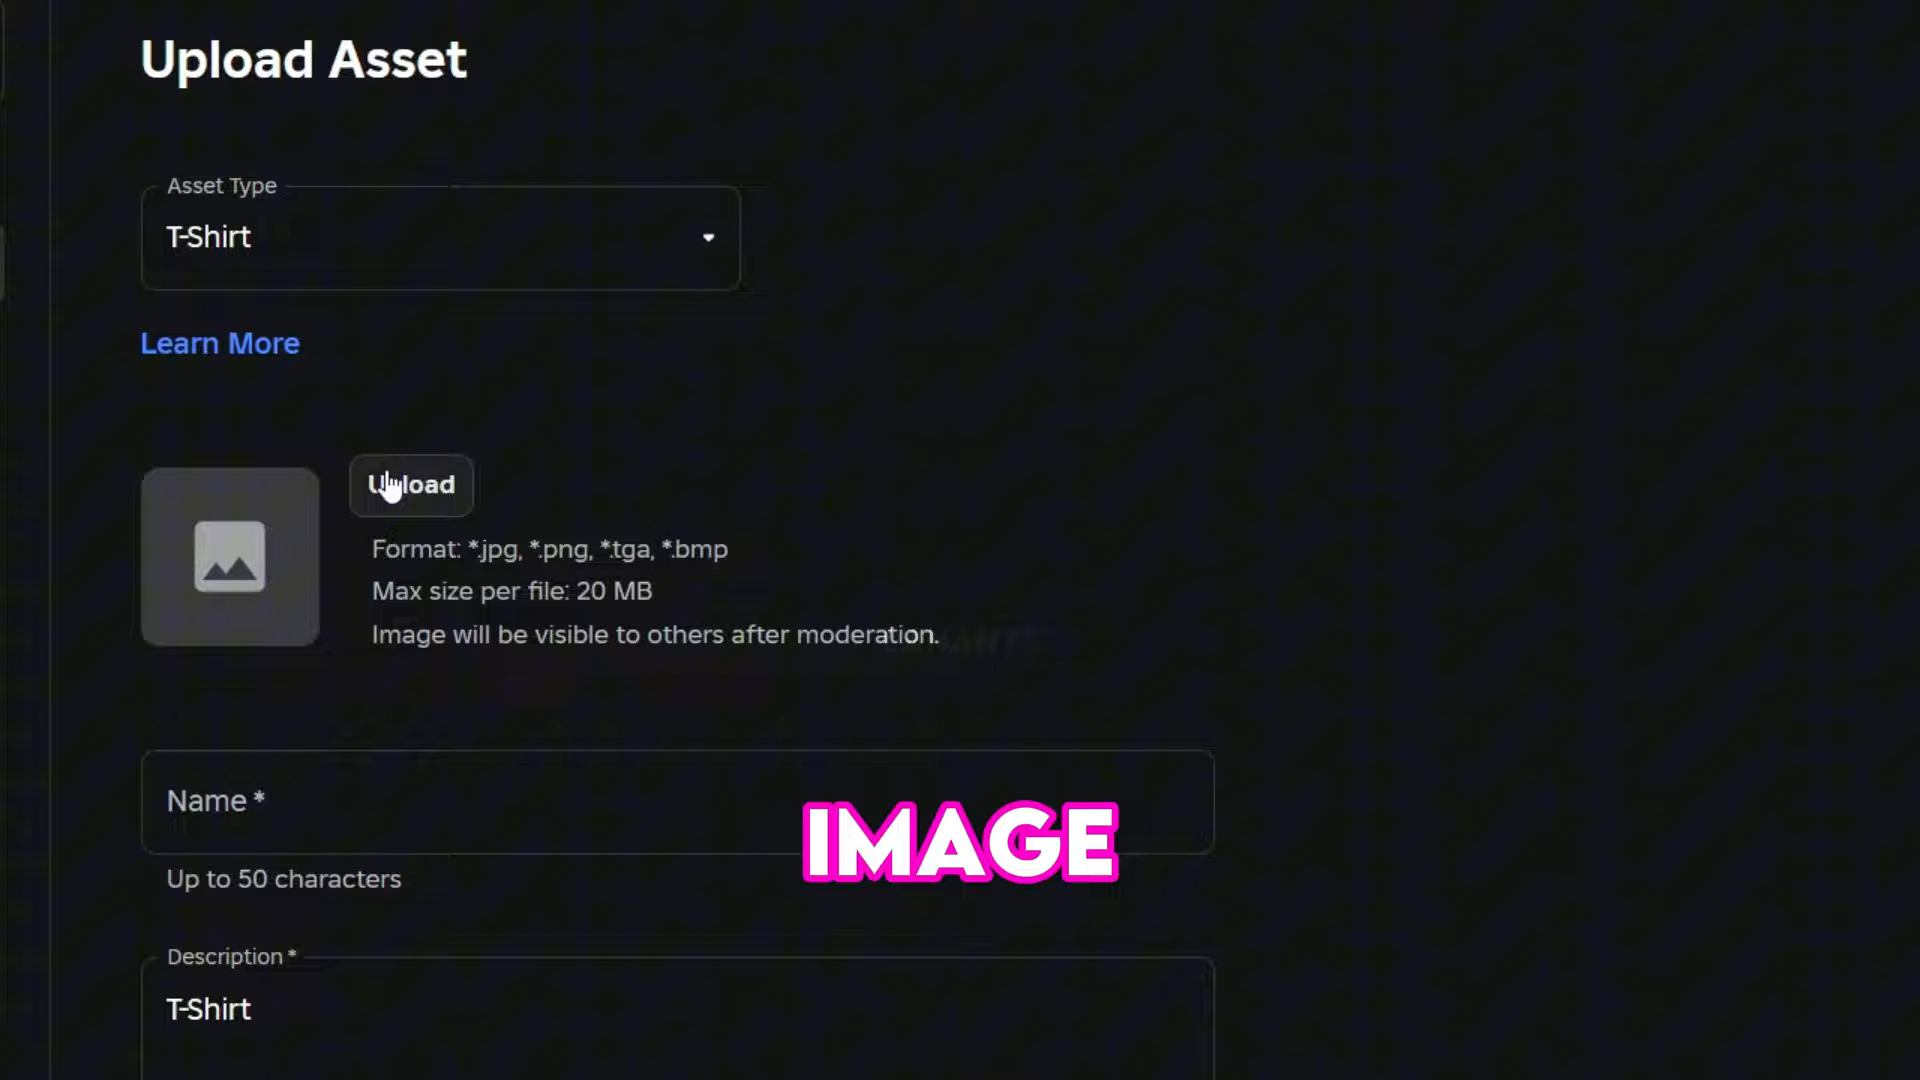 Upload Asset
Asset Type
T-Shirt
Learn More
Upload
Format: *.jpg, *.png, *.tga, *.bmp
Max size per file: 20 MB
Image will be visible to others after moderation.
Name *
IMAGE
Up to 50 characters
Description *
T-Shirt